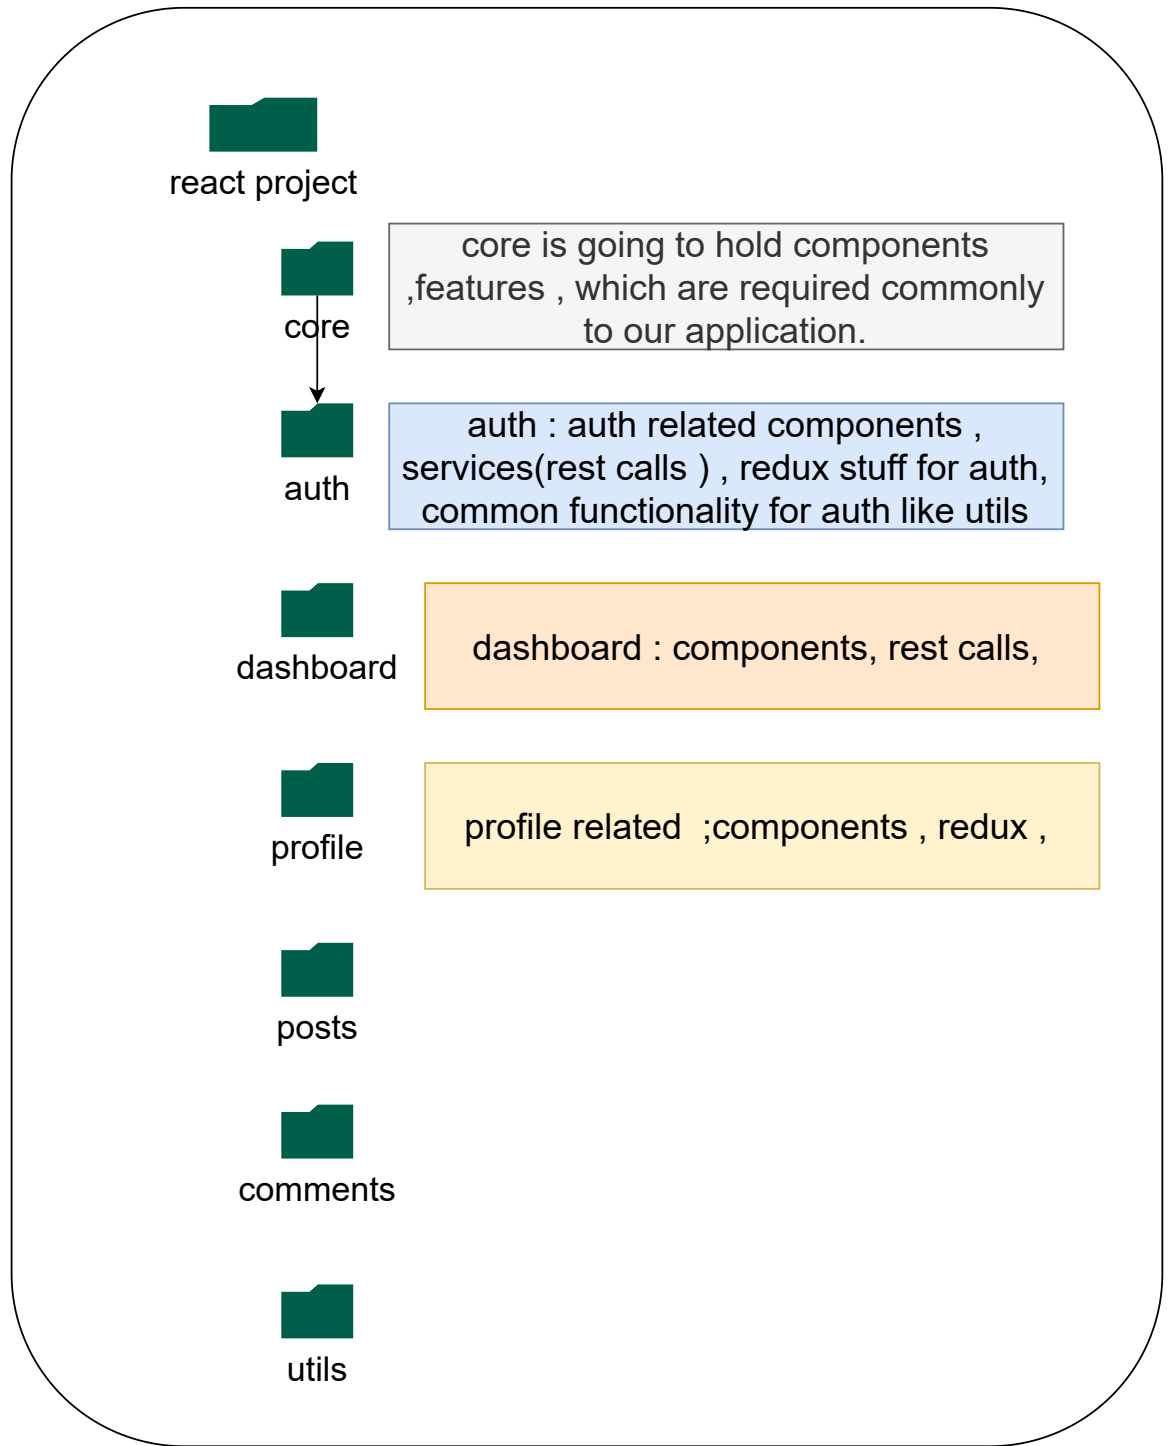 react project
core
core is going to hold components
,features , which are required commonly
to our application.
auth
auth : auth related components ,
services(rest calls ) , redux stuff for auth,
common functionality for auth like utils
dashboard
dashboard : components, rest calls,
profile
profile related  ;components , redux ,
posts
comments
utils